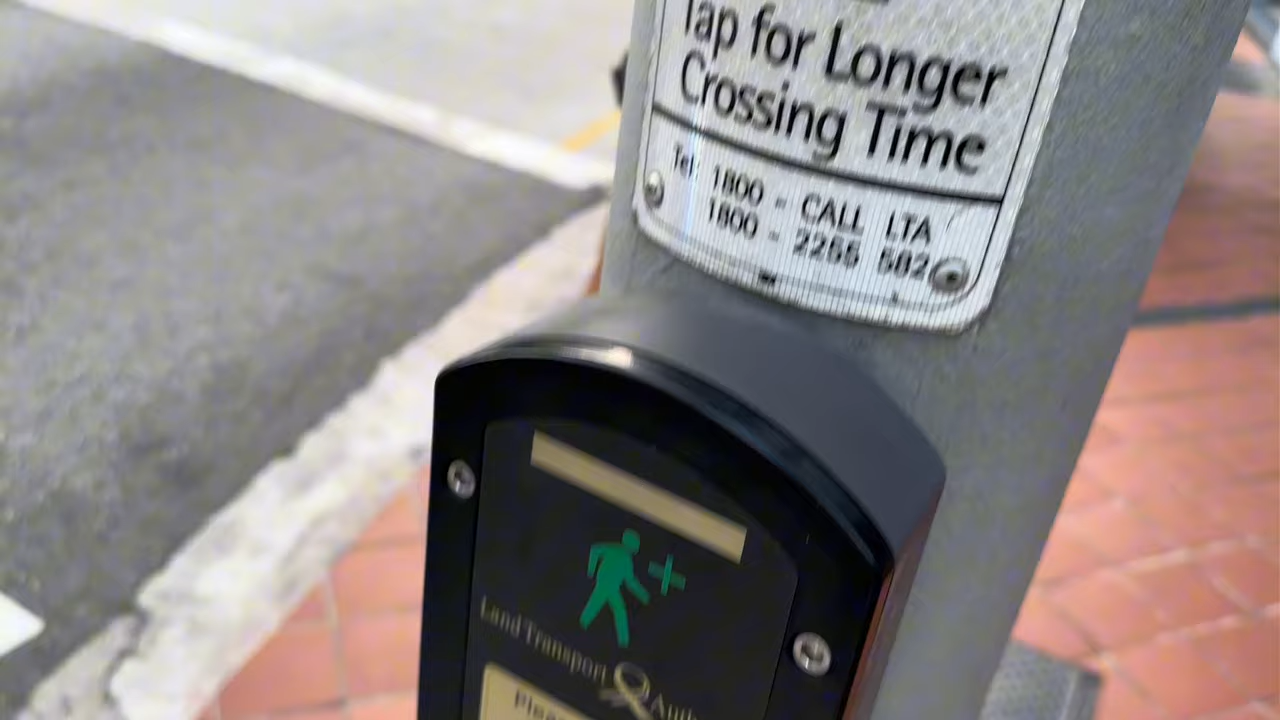 Tap for Longer
Crossing Time
Tel: 1800 - CALL LTA
1800 - 2255 582
Land Transport